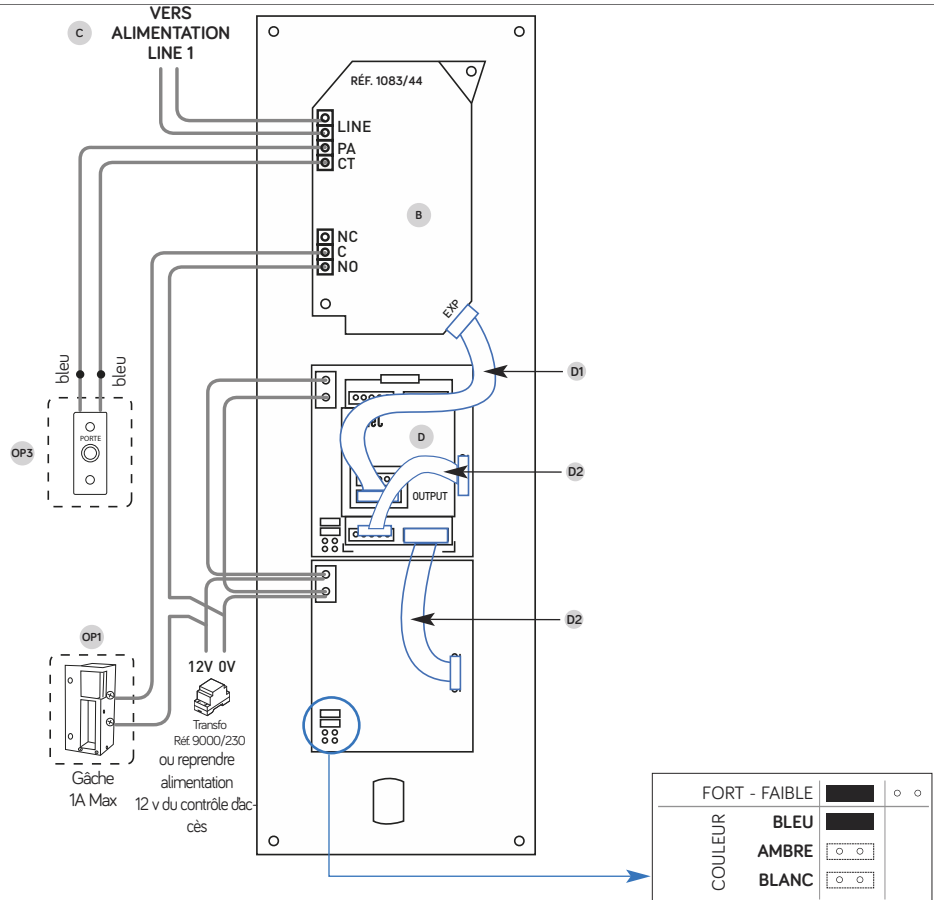 C
VERS
ALIMENTATION
LINE 1
RÉF. 1083/44
LINE
PA
CT
B
NC
C
NO
EXP
bleu
bleu
D1
OP3
PORTE
D
D2
OUTPUT
D2
OP1
12V 0V
Transfo
Réf. 9000/230
ou reprendre
alimentation
12 v du contrôle d'ac-
cès
Gâche
1A Max
FORT - FAIBLE
COULEUR
BLEU
AMBRE
BLANC